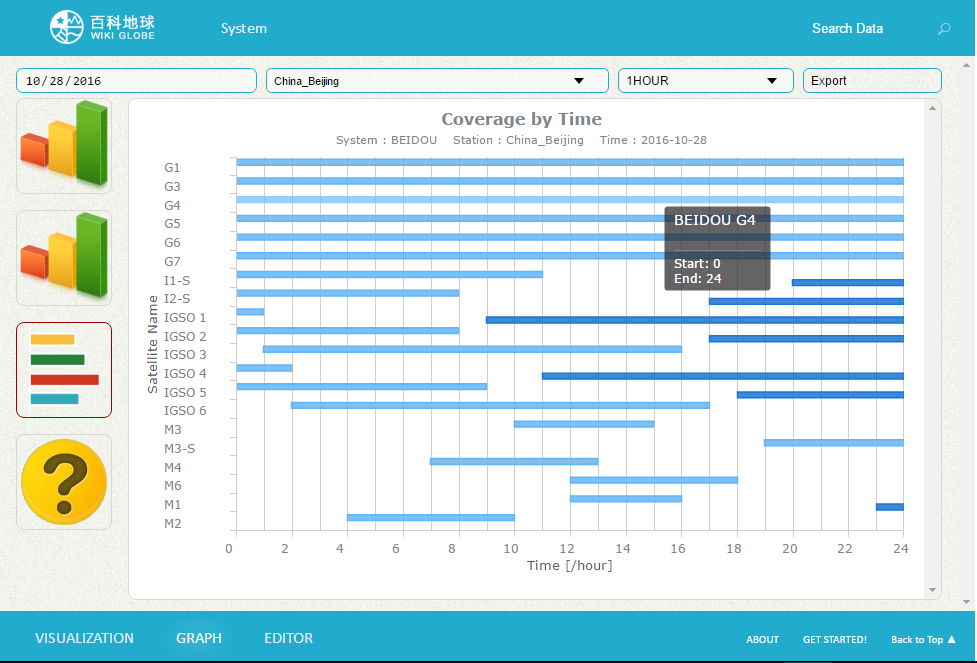 百科地球
WIKI GLOBE
System
Search Data
10/28/2016
China_Beijing
1HOUR
Export
Coverage by Time
System : BEIDOU Station : China_Beijing Time : 2016-10-28
Satellite Name
G1
G3
G4
G5
G6
G7
I1-S
I2-S
IGSO 1
IGSO 2
IGSO 3
IGSO 4
IGSO 5
IGSO 6
M3
M3-S
M4
M6
M1
M2
BEIDOU G4
Start: 0
End: 24
0 2 4 6 8 10 12 14 16 18 20 22 24
Time [/hour]
VISUALIZATION GRAPH EDITOR
ABOUT GET STARTED! Back to Top ▲